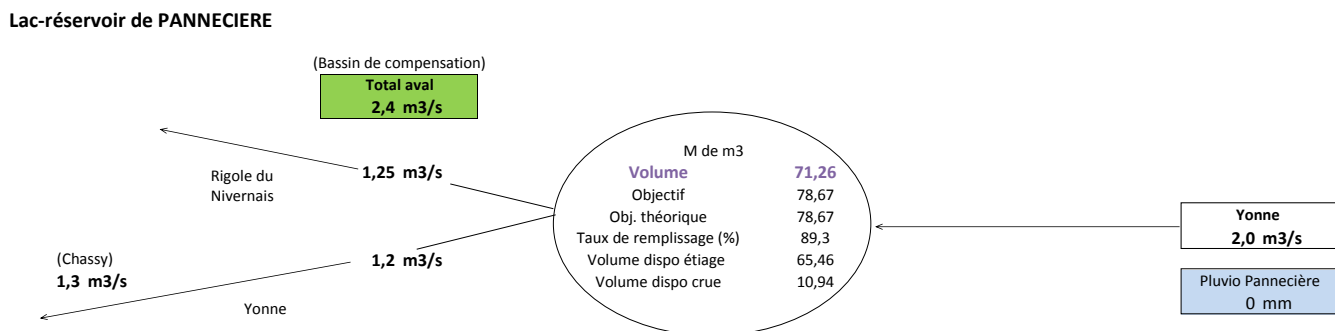 Lac-réservoir de PANNECIERE
(Bassin de compensation)
Total aval
2,4 m3/s
1,25 m3/s
Rigole du
Nivernais
M de m3
Volume 71,26
Objectif 78,67
Obj. théorique 78,67
Taux de remplissage (%) 89,3
Volume dispo étiage 65,46
Volume dispo crue 10,94
Yonne
2,0 m3/s
Pluvio Pannecière
0 mm
1,2 m3/s
(Chassy)
1,3 m3/s
Yonne